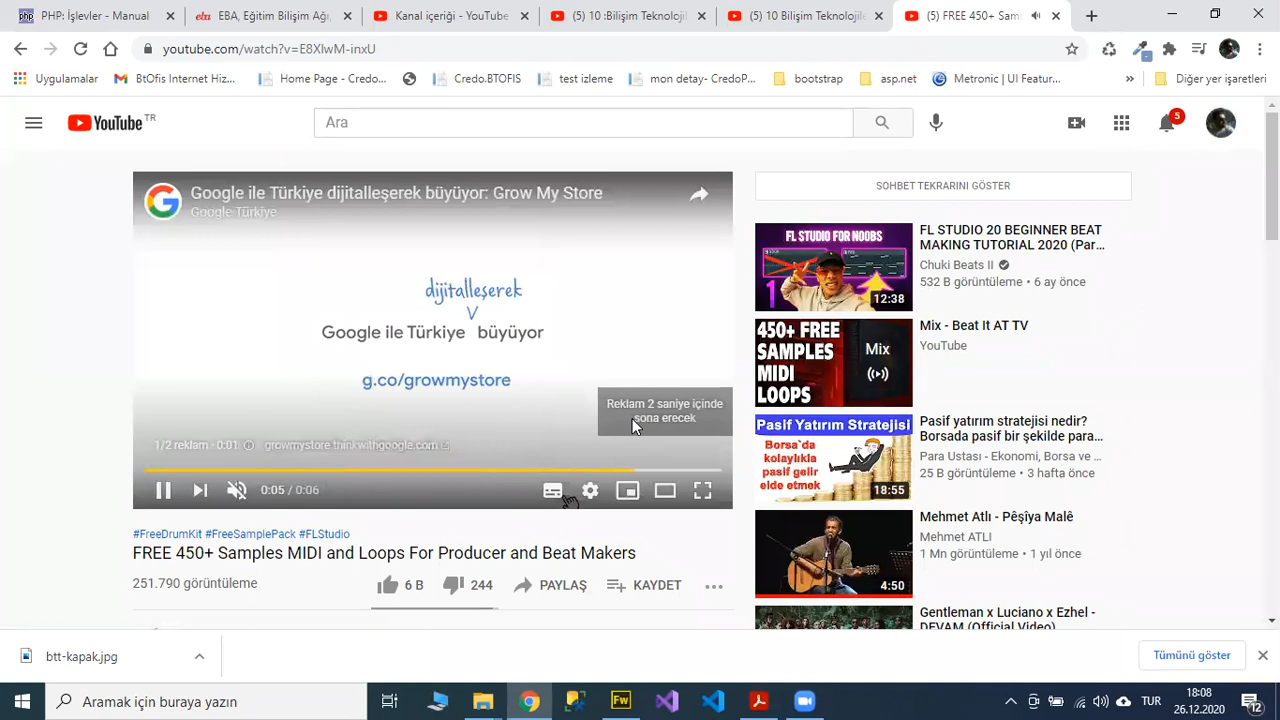 PHP: İşlevler - Manual
EBA, Eğitim Bilişim Ağı,
Kanal içeriği - YouTube
(5) 10 :Bilişim Teknoloji
(5) 10 Bilişim Teknolojile
(5) FREE 450+ Sam
youtube.com/watch?v=E8XIwM-inxU
Uygulamalar
BtOfis Internet Hiz...
Home Page - Credo...
Credo.BTOFIS
test izleme
mon detay- CredoP...
bootstrap
asp.net
Metronic | UI Featur...
»
Diğer yer işaretleri
YouTube TR
Ara
5
Google ile Türkiye dijitalleşerek büyüyor: Grow My Store
Google Türkiye
dijitalleşerek
Google ile Türkiye büyüyor
g.co/growmystore
Reklam 2 saniye içinde
sona erecek
1/2 reklam · 0:01
growmystore.thinkwithgoogle.com
0:05 / 0:06
#FreeDrumKit #FreeSamplePack #FLStudio
FREE 450+ Samples MIDI and Loops For Producer and Beat Makers
251.790 görüntüleme
6 B
244
PAYLAŞ
KAYDET
SOHBET TEKRARINI GÖSTER
FL STUDIO FOR NOOBS
1
12:38
FL STUDIO 20 BEGINNER BEAT
MAKING TUTORIAL 2020 (Par...
Chuki Beats II
532 B görüntüleme • 6 ay önce
450+ FREE
SAMPLES
MIDI
LOOPS
Mix
Mix - Beat It AT TV
YouTube
Pasif Yatırım Stratejisi
Borsa`da
kolaylıkla
pasif gelir
elde etmek
18:55
Pasif yatırım stratejisi nedir?
Borsada pasif bir şekilde para...
Para Ustası - Ekonomi, Borsa ve ...
25 B görüntüleme • 3 hafta önce
4:50
Mehmet Atlı - Pêşîya Malê
Mehmet ATLI
1 Mn görüntüleme • 1 yıl önce
Gentleman x Luciano x Ezhel -
DEVAM (Official Video)
btt-kapak.jpg
Tümünü göster
Aramak için buraya yazın
Fw
TUR
18:08
26.12.2020
12